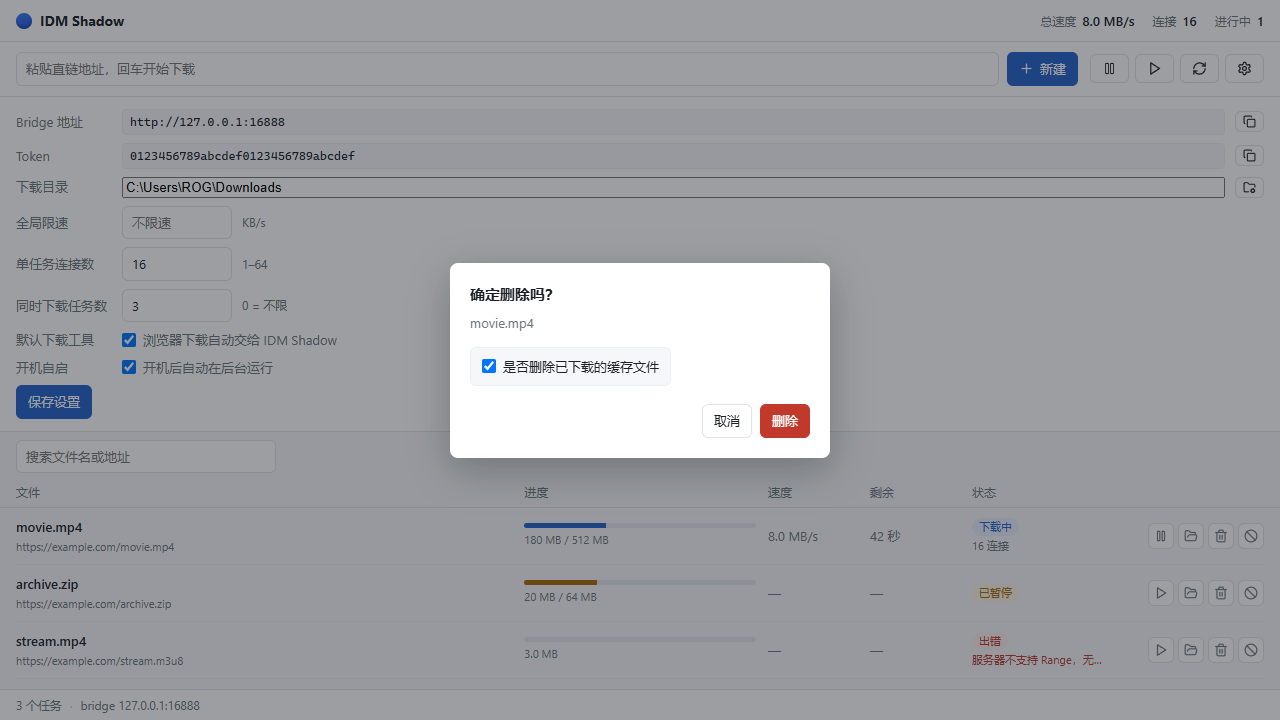 IDM Shadow 总速度 8.0 MB/s 连接 16 进行中 1
粘贴直链地址，回车开始下载 新建
Bridge 地址 http://127.0.0.1:16888
Token 0123456789abcdef0123456789abcdef
下载目录 C:\Users\ROG\Downloads
全局限速 不限速 KB/s
单任务连接数 16 1–64
同时下载任务数 3 0 = 不限
默认下载工具 浏览器下载自动交给 IDM Shadow
开机自启 开机后自动在后台运行
保存设置
确定删除吗?
movie.mp4
是否删除已下载的缓存文件
取消 删除
搜索文件名或地址
文件 进度 速度 剩余 状态
movie.mp4 下载中
https://example.com/movie.mp4 180 MB / 512 MB 8.0 MB/s 42 秒 16 连接
archive.zip 已暂停
https://example.com/archive.zip 20 MB / 64 MB — —
stream.mp4 出错
https://example.com/stream.m3u8 3.0 MB — — 服务器不支持 Range，无...
3 个任务 · bridge 127.0.0.1:16888